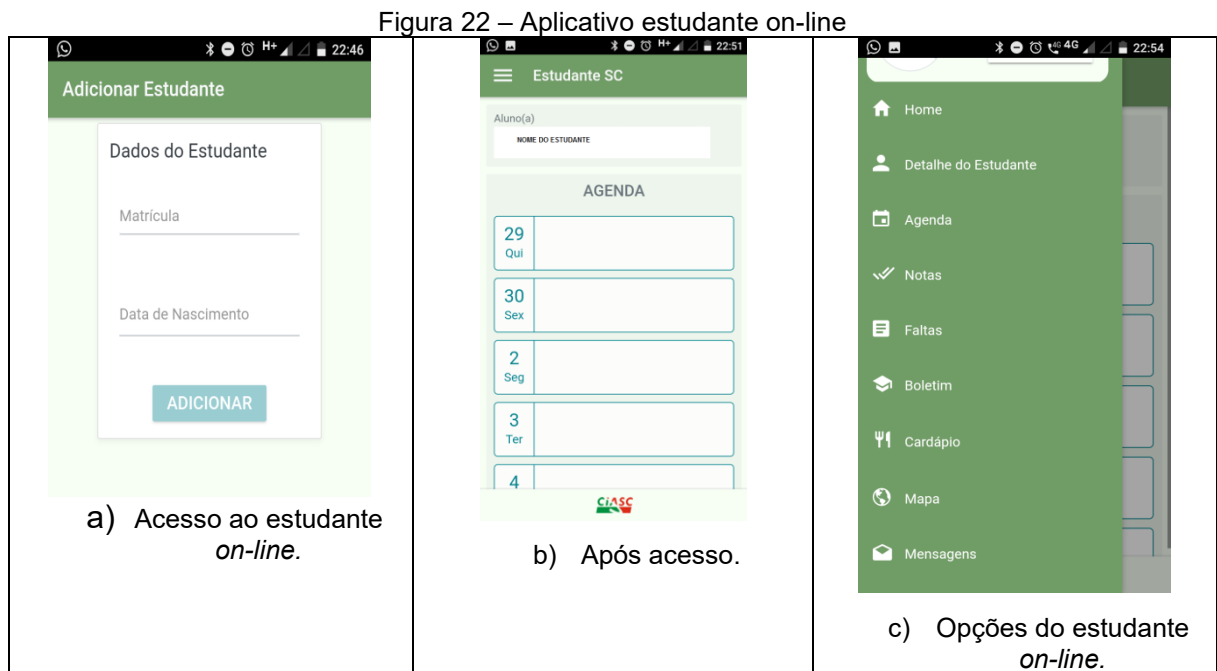 Figura 22 – Aplicativo estudante on-line
22:46
H+
Adicionar Estudante
Dados do Estudante
Matrícula
Data de Nascimento
ADICIONAR
a) Acesso ao estudante
on-line.
H+
22:51
Estudante SC
Aluno(a)
NOME DO ESTUDANTE
AGENDA
29
Qui
30
Sex
2
Seg
3
Ter
4
CiASC
b) Após acesso.
4G 4G
22:54
Home
Detalhe do Estudante
Agenda
Notas
Faltas
Boletim
Cardápio
Mapa
Mensagens
c) Opções do estudante
on-line.